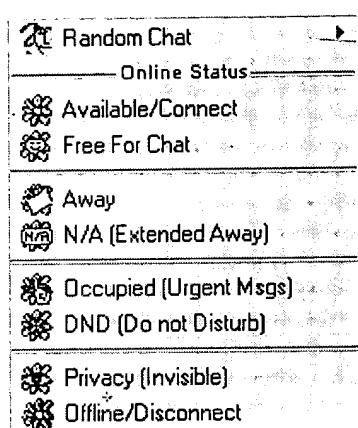 Random Chat
Online Status
Available/Connect
Free For Chat
Away
N/A (Extended Away)
Occupied (Urgent Msgs)
DND (Do not Disturb)
Privacy (Invisible)
Offline/Disconnect